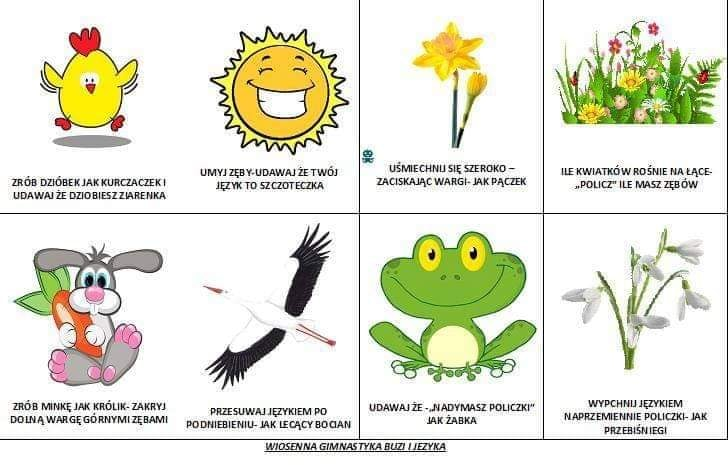 ZRÓB DZIÓBEK JAK KURCZACZEK I
UDAWAJ ŻE DZIOBIESZ ZIARENKA
UMYJ ZĘBY-UDAWAJ ŻE TWÓJ
JĘZYK TO SZCZOTECZKA
UŚMIECHNIJ SIĘ SZEROKO –
ZACISKAJĄC WARGI- JAK PĄCZEK
ILE KWIATKÓW ROŚNIE NA ŁĄCE-
„POLICZ” ILE MASZ ZĘBÓW
ZRÓB MINKĘ JAK KRÓLIK- ZAKRYJ
DOLNĄ WARGĘ GÓRNYMI ZĘBAMI
PRZESUWAJ JĘZYKIEM PO
PODNIEBIENIU- JAK LECĄCY BOCIAN
UDAWAJ ŻE -„NADYMASZ POLICZKI”
JAK ŻABKA
WYPCHNIJ JĘZYKIEM
NAPRZEMIENNIE POLICZKI- JAK
PRZEBIŚNIEGI
WIOSENNA GIMNASTYKA BUZI I JEZYKA